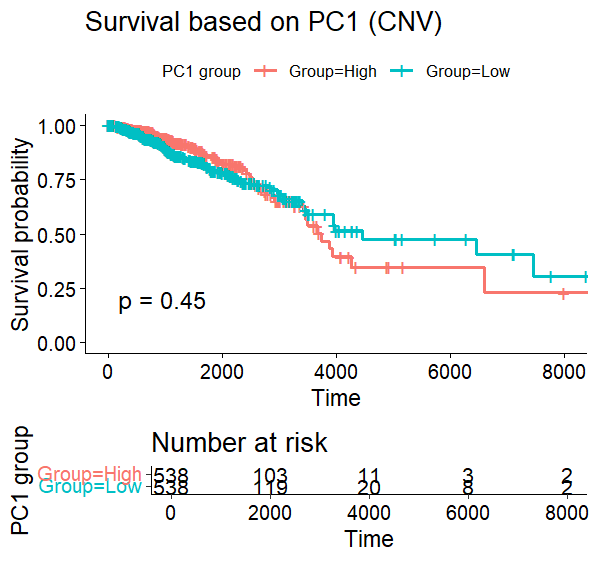 Survival based on PC1 (CNV)
PC1 group Group=High Group=Low
Survival probability
1.00
0.75
0.50
0.25
0.00
p = 0.45
0 2000 4000 6000 8000
Time
Number at risk
PC1 group
Group=High 538 103 11 3 2
Group=Low 538 119 20 8 2
0 2000 4000 6000 8000
Time